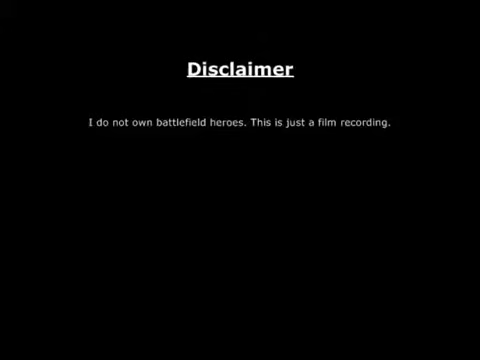 Disclaimer
I do not own battlefield heroes. This is just a film recording.